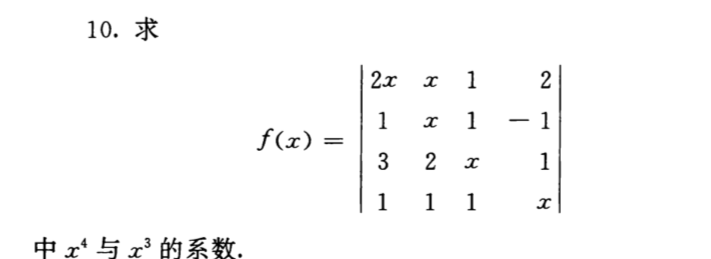 10. 求
f(x) = | 2x x 1 2 |
| 1 x 1 −1 |
| 3 2 x 1 |
| 1 1 1 x |
中 x⁴ 与 x³ 的系数.